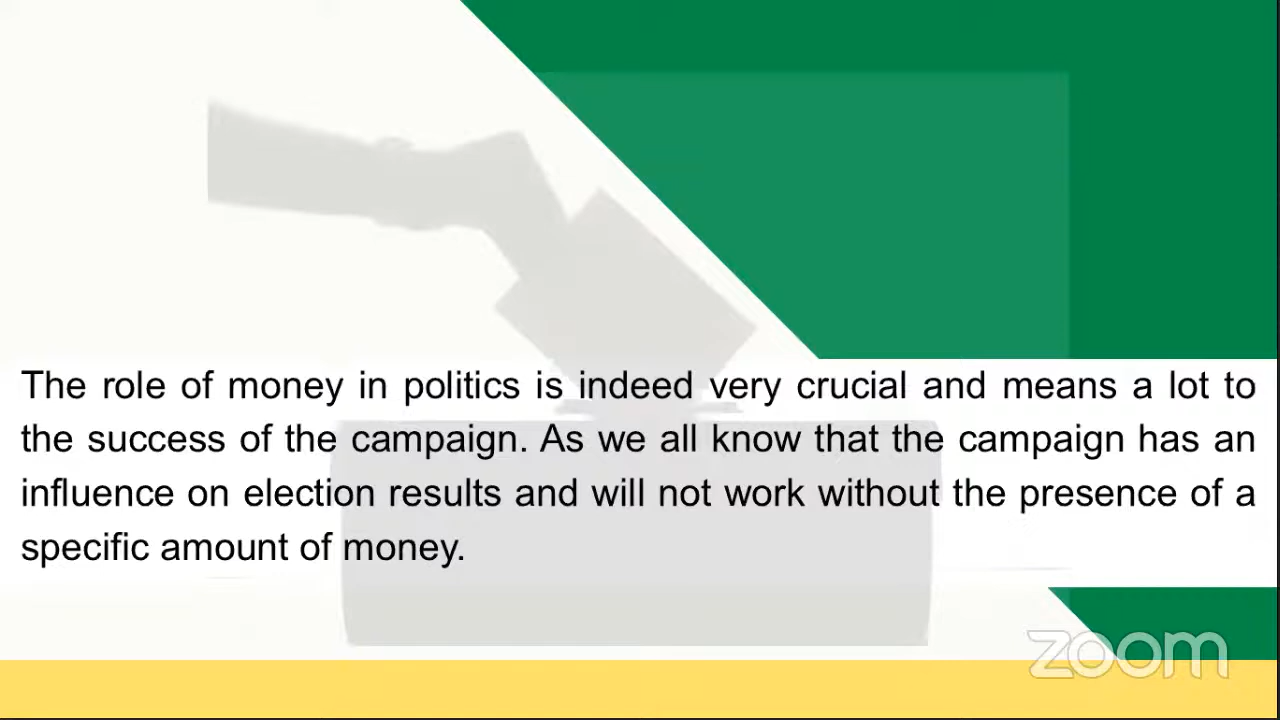 The role of money in politics is indeed very crucial and means a lot to
the success of the campaign. As we all know that the campaign has an
influence on election results and will not work without the presence of a
specific amount of money.
zoom